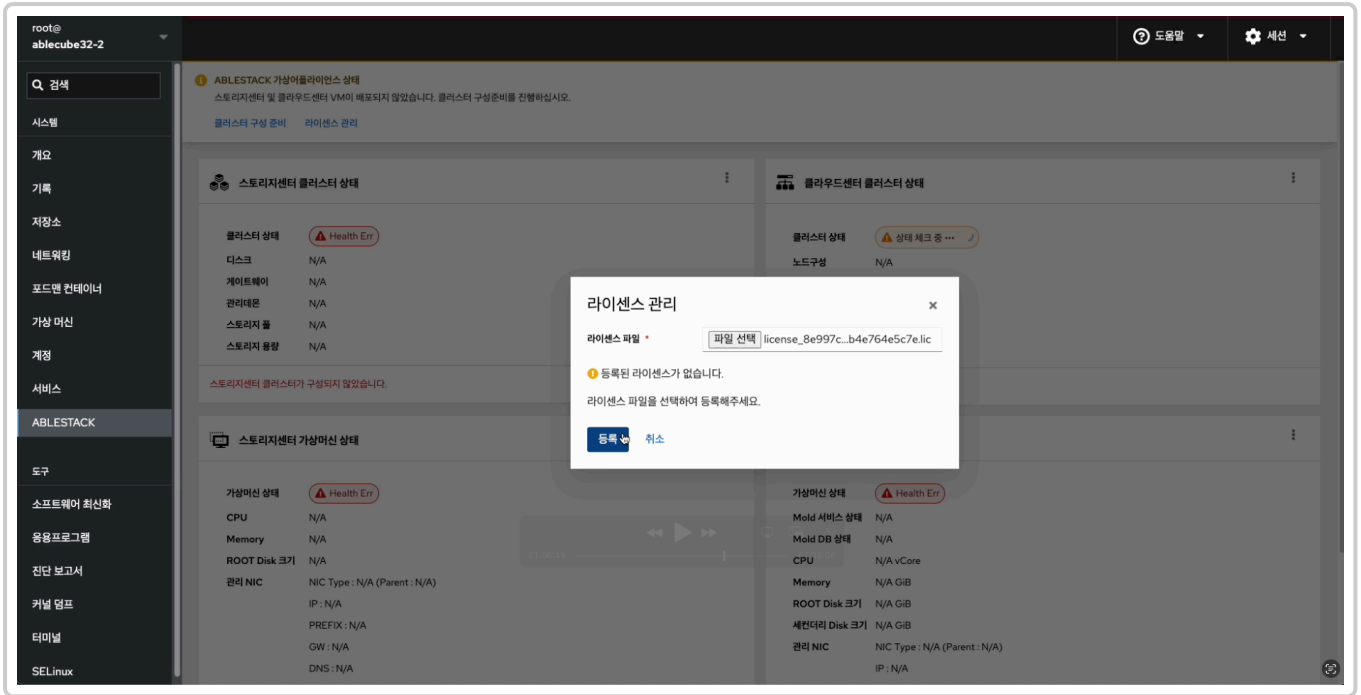 root@
ablecube32-2
도움말
세션
검색
시스템
개요
기록
저장소
네트워킹
포드맨 컨테이너
가상 머신
계정
서비스
ABLESTACK
도구
소프트웨어 최신화
응용프로그램
진단 보고서
커널 덤프
터미널
SELinux
ABLESTACK 가상어플라이언스 상태
스토리지센터 및 클라우드센터 VM이 배포되지 않았습니다. 클러스터 구성준비를 진행하십시오.
클러스터 구성 준비 라이센스 관리
스토리지센터 클러스터 상태
클러스터 상태 Health Err
디스크 N/A
게이트웨이 N/A
관리데몬 N/A
스토리지 풀 N/A
스토리지 용량 N/A
스토리지센터 클러스터가 구성되지 않았습니다.
클라우드센터 클러스터 상태
클러스터 상태 상태 체크 중 ...
노드구성 N/A
라이센스 관리
라이센스 파일 * 파일 선택 license_8e997c...b4e764e5c7e.lic
등록된 라이센스가 없습니다.
라이센스 파일을 선택하여 등록해주세요.
등록 취소
스토리지센터 가상머신 상태
가상머신 상태 Health Err
CPU N/A
Memory N/A
ROOT Disk 크기 N/A
관리 NIC NIC Type : N/A (Parent : N/A)
IP : N/A
PREFIX : N/A
GW : N/A
DNS : N/A
가상머신 상태 Health Err
Mold 서비스 상태 N/A
Mold DB 상태 N/A
CPU N/A vCore
Memory N/A GiB
ROOT Disk 크기 N/A GiB
세컨더리 Disk 크기 N/A GiB
관리 NIC NIC Type : N/A (Parent : N/A)
IP : N/A